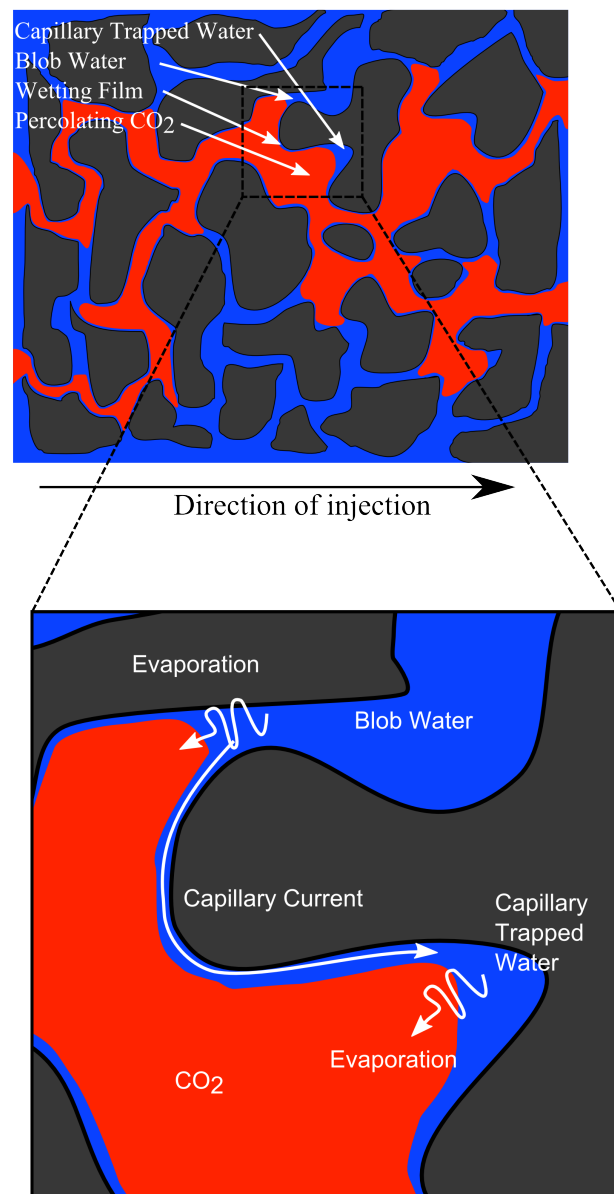 Capillary Trapped Water
Blob Water
Wetting Film
Percolating CO2
Direction of injection
Evaporation
Blob Water
Capillary Current
Capillary
Trapped
Water
Evaporation
CO2